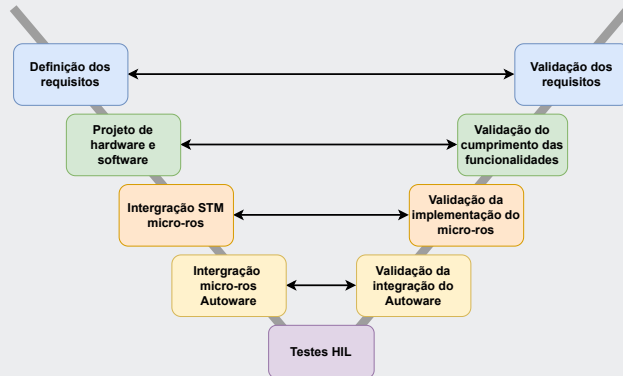 Definição dos
requisitos
Validação dos
requisitos
Projeto de
hardware e
software
Validação do
cumprimento das
funcionalidades
Intergração STM
micro-ros
Validação da
implementação do
micro-ros
Intergração
micro-ros
Autoware
Validação da
integração do
Autoware
Testes HIL